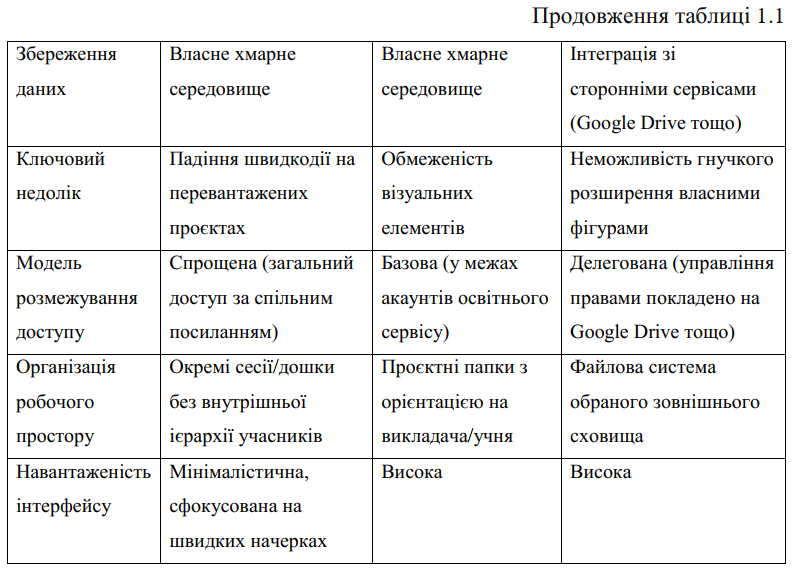 Продовження таблиці 1.1
Збереження
даних
Власне хмарне
середовище
Власне хмарне
середовище
Інтеграція зі
сторонніми сервісами
(Google Drive тощо)
Ключовий
недолік
Падіння швидкодії на
перевантажених
проєктах
Обмеженість
візуальних
елементів
Неможливість гнучкого
розширення власними
фігурами
Модель
розмежування
доступу
Спрощена (загальний
доступ за спільним
посиланням)
Базова (у межах
акаунтів освітнього
сервісу)
Делегована (управління
правами покладено на
Google Drive тощо)
Організація
робочого
простору
Окремі сесії/дошки
без внутрішньої
ієрархії учасників
Проєктні папки з
орієнтацією на
викладача/учня
Файлова система
обраного зовнішнього
сховища
Навантаженість
інтерфейсу
Мінімалістична,
сфокусована на
швидких начерках
Висока
Висока